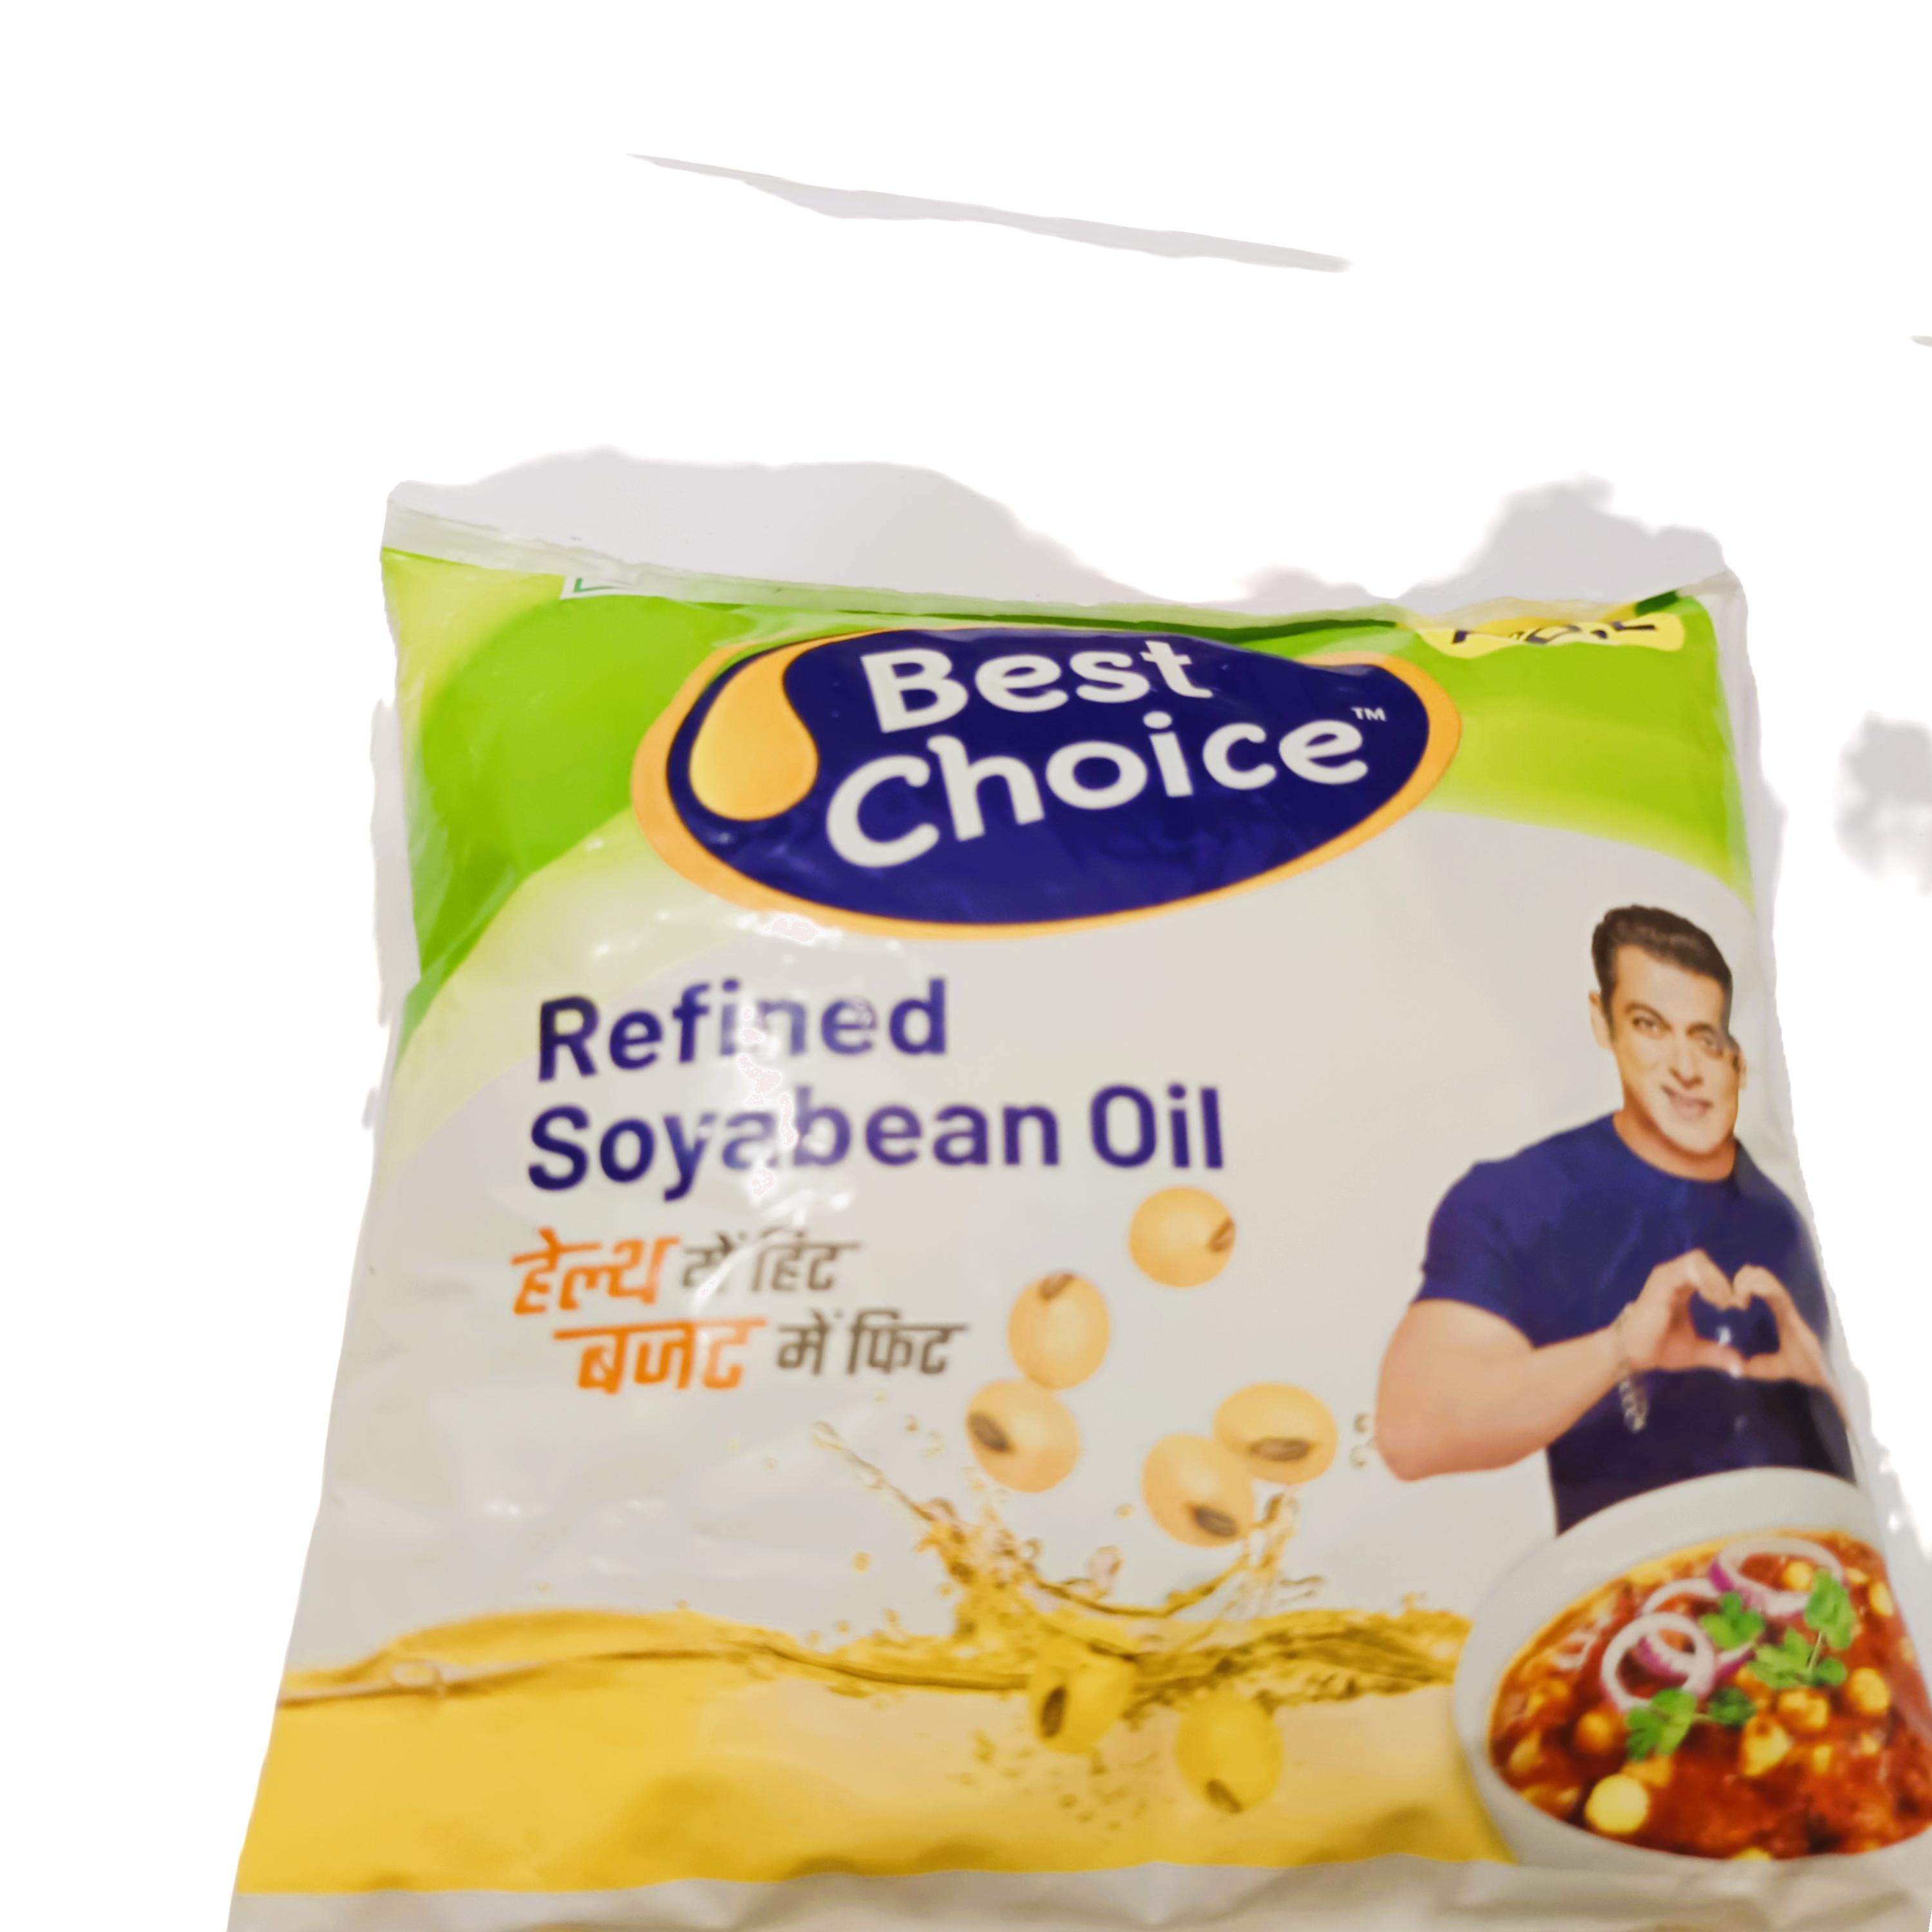 Best
Choice™
Refined
Soyabean Oil
हेल्थ में हिट
बजट में फिट